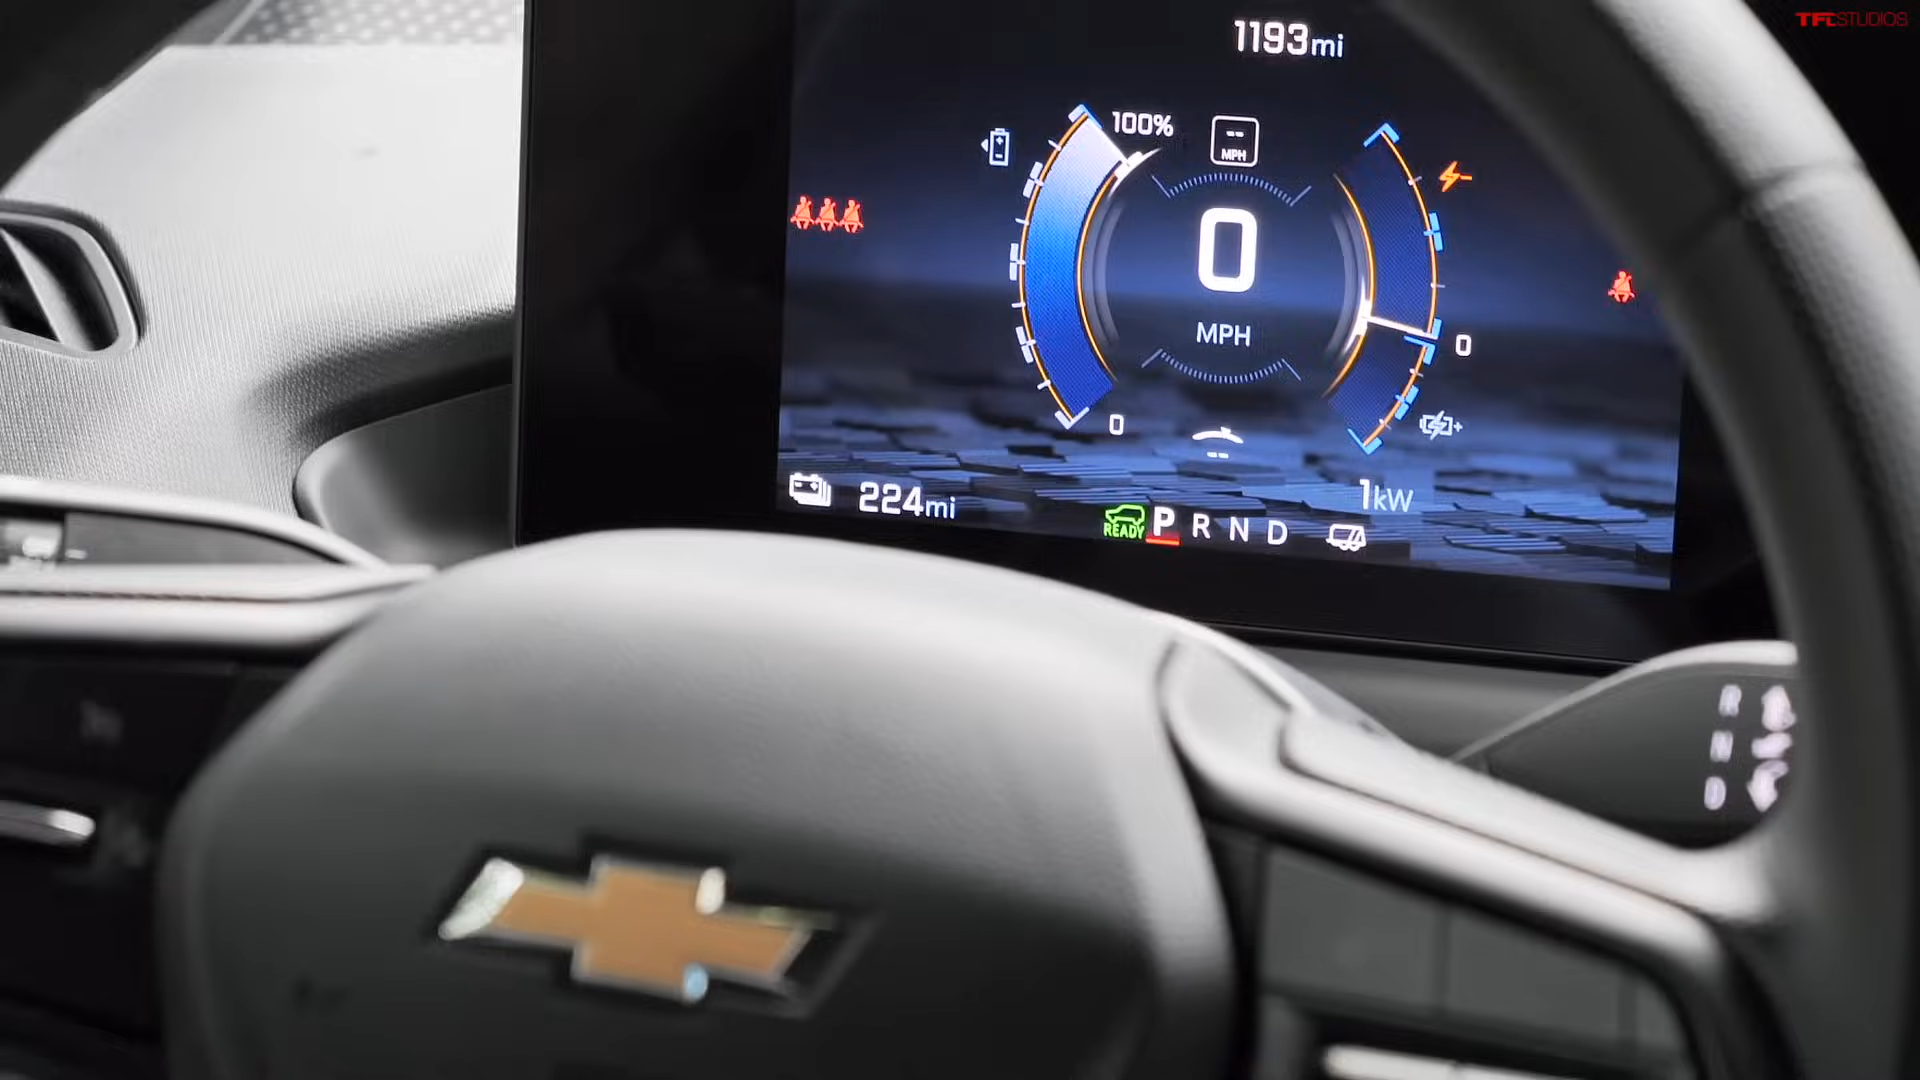 TFLSTUDIOS
1193mi
100%
--
MPH
0
MPH
0
0
--
224mi
1kW
READY P R N D
R
N
D